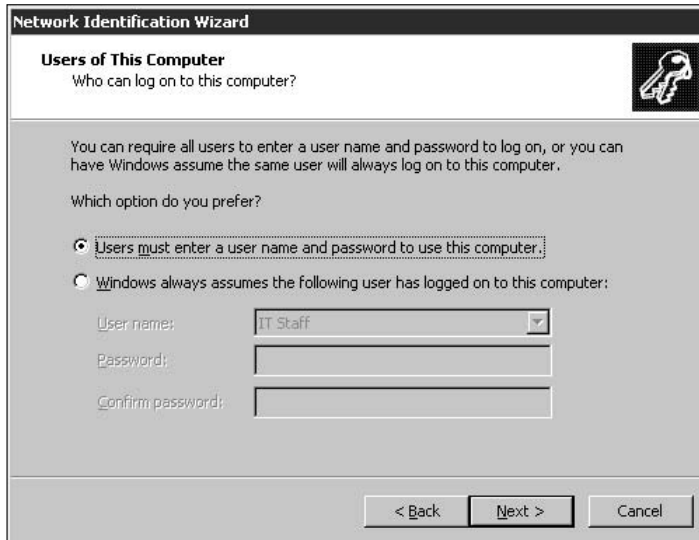 Network Identification Wizard
Users of This Computer
Who can log on to this computer?
You can require all users to enter a user name and password to log on, or you can
have Windows assume the same user will always log on to this computer.
Which option do you prefer?
Users must enter a user name and password to use this computer.
Windows always assumes the following user has logged on to this computer:
User name:
IT Staff
Password:
Confirm password:
< Back
Next >
Cancel